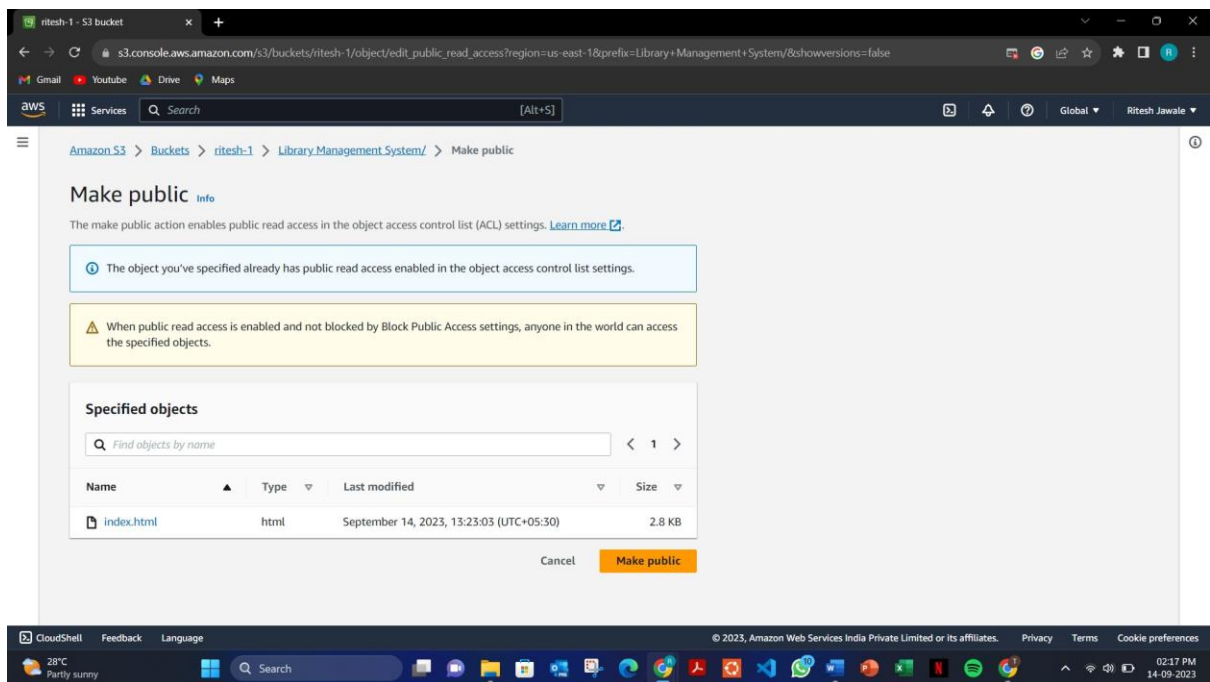 ritesh-1 - S3 bucket
s3.console.aws.amazon.com/s3/buckets/ritesh-1/object/edit_public_read_access?region=us-east-1&prefix=Library+Management+System/&showversions=false
Gmail Youtube Drive Maps
aws Services Search [Alt+S] Global Ritesh Jawale
Amazon S3 > Buckets > ritesh-1 > Library Management System/ > Make public
Make public Info
The make public action enables public read access in the object access control list (ACL) settings. Learn more.
The object you've specified already has public read access enabled in the object access control list settings.
When public read access is enabled and not blocked by Block Public Access settings, anyone in the world can access
the specified objects.
Specified objects
Find objects by name
< 1 >
Name Type Last modified Size
index.html html September 14, 2023, 13:23:03 (UTC+05:30) 2.8 KB
Cancel Make public
CloudShell Feedback Language © 2023, Amazon Web Services India Private Limited or its affiliates. Privacy Terms Cookie preferences
28°C
Partly sunny
Search
02:17 PM
14-09-2023